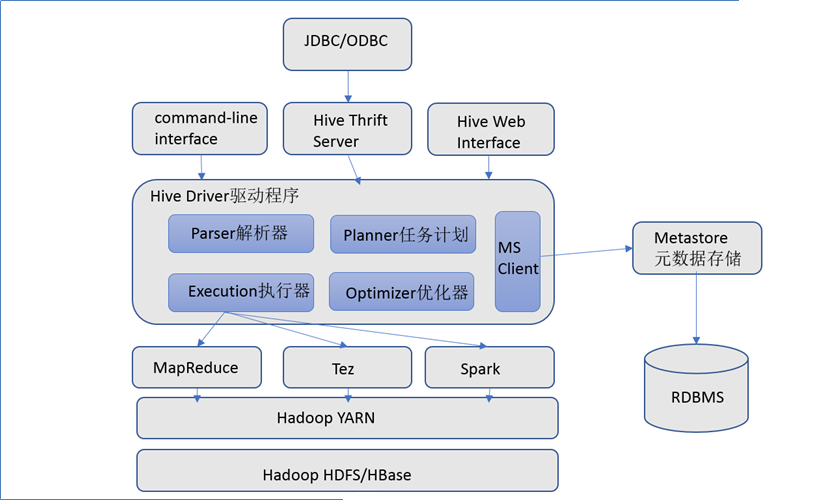 JDBC/ODBC
command-line
interface
Hive Thrift
Server
Hive Web
Interface
Hive Driver驱动程序
Parser解析器
Planner任务计划
MS
Client
Execution执行器
Optimizer优化器
Metastore
元数据存储
MapReduce
Tez
Spark
RDBMS
Hadoop YARN
Hadoop HDFS/HBase